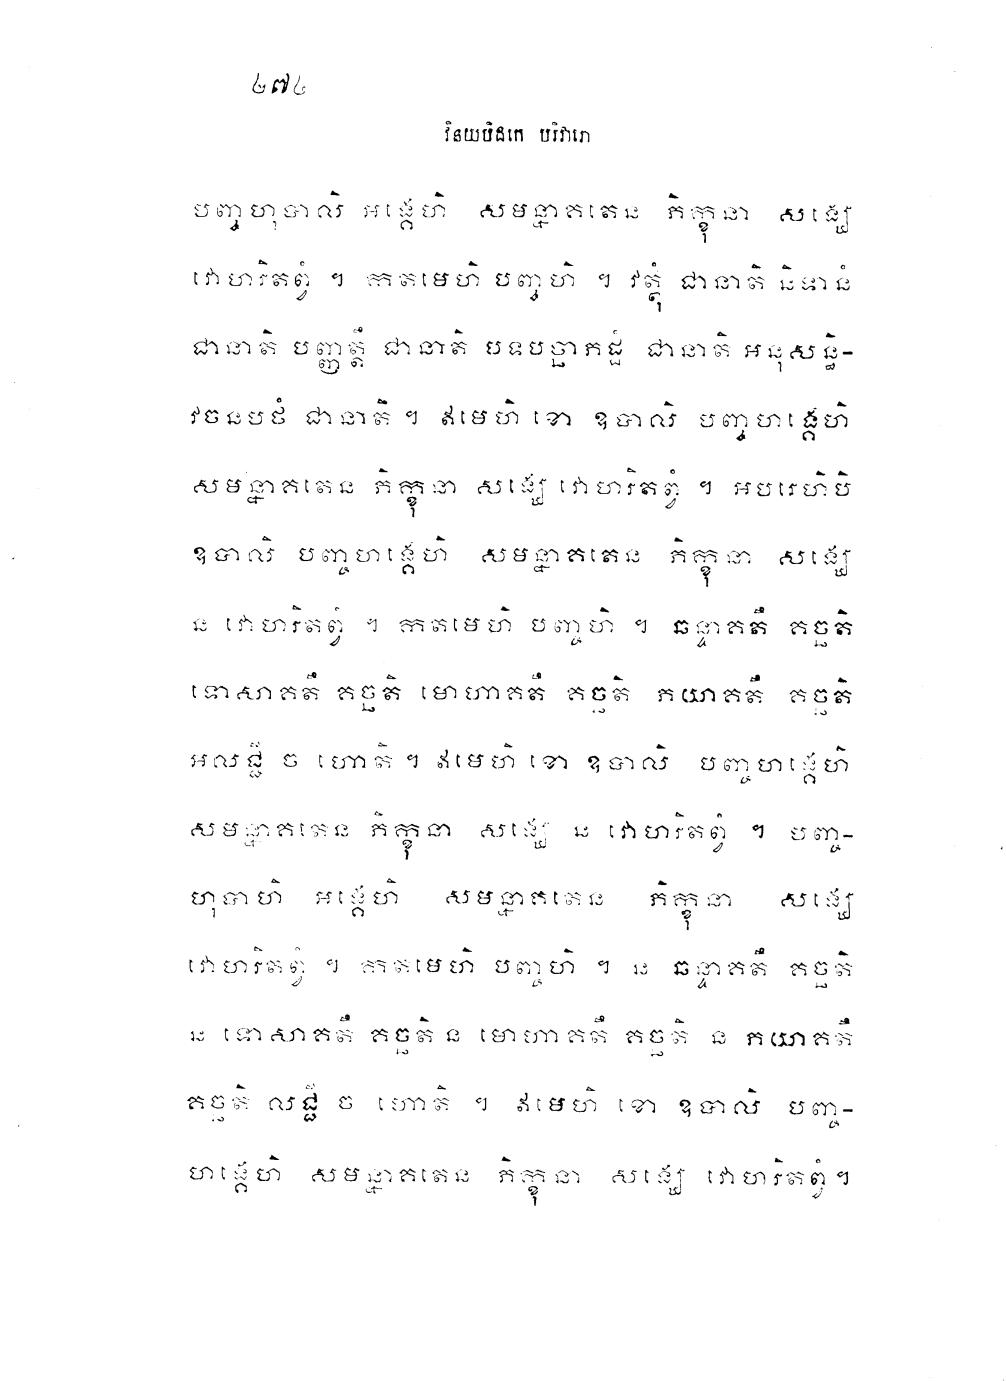 ៤៧៤
វិនយបិដកេ បរិវារោ
បញ្ចហុបាលិ អង្គេហិ សមន្នាគតេន ភិក្ខុនា សង្ឃេ
វោហរិតព្វំ ។ កតមេហិ បញ្ចហិ ។ វត្ថុំ ជានាតិ និទានំ
ជានាតិ បញ្ញត្តឹ ជានាតិ បទបច្ឆាភដ្ឋំ ជានាតិ អនុសន្ធិ-
វចនបថំ ជានាតិ ។ ឥមេហិ ខោ ឧបាលិ បញ្ចហង្គេហិ
សមន្នាគតេន ភិក្ខុនា សង្ឃេ វោហរិតព្វំ ។ អបរេហិបិ
ឧបាលិ បញ្ចហង្គេហិ សមន្នាគតេន ភិក្ខុនា សង្ឃេ
ន វោហរិតព្វំ ។ កតមេហិ បញ្ចហិ ។ ឆន្ទាគតឹ គច្ឆតិ
ទោសាគតឹ គច្ឆតិ មោហាគតឹ គច្ឆតិ ភយាគតឹ គច្ឆតិ
អលជ្ជី ច ហោតិ ។ ឥមេហិ ខោ ឧបាលិ បញ្ចហង្គេហិ
សមន្នាគតេន ភិក្ខុនា សង្ឃេ ន វោហរិតព្វំ ។ បញ្ច-
ហុបាហិ អង្គេហិ សមន្នាគតេន ភិក្ខុនា សង្ឃេ
វោហរិតព្វំ ។ កតមេហិ បញ្ចហិ ។ ន ឆន្ទាគតឹ គច្ឆតិ
ន ទោសាគតឹ គច្ឆតិ ន មោហាគតឹ គច្ឆតិ ន ភយាគតឹ
គច្ឆតិ លជ្ជី ច ហោតិ ។ ឥមេហិ ខោ ឧបាលិ បញ្ច-
ហង្គេហិ សមន្នាគតេន ភិក្ខុនា សង្ឃេ វោហរិតព្វំ ។